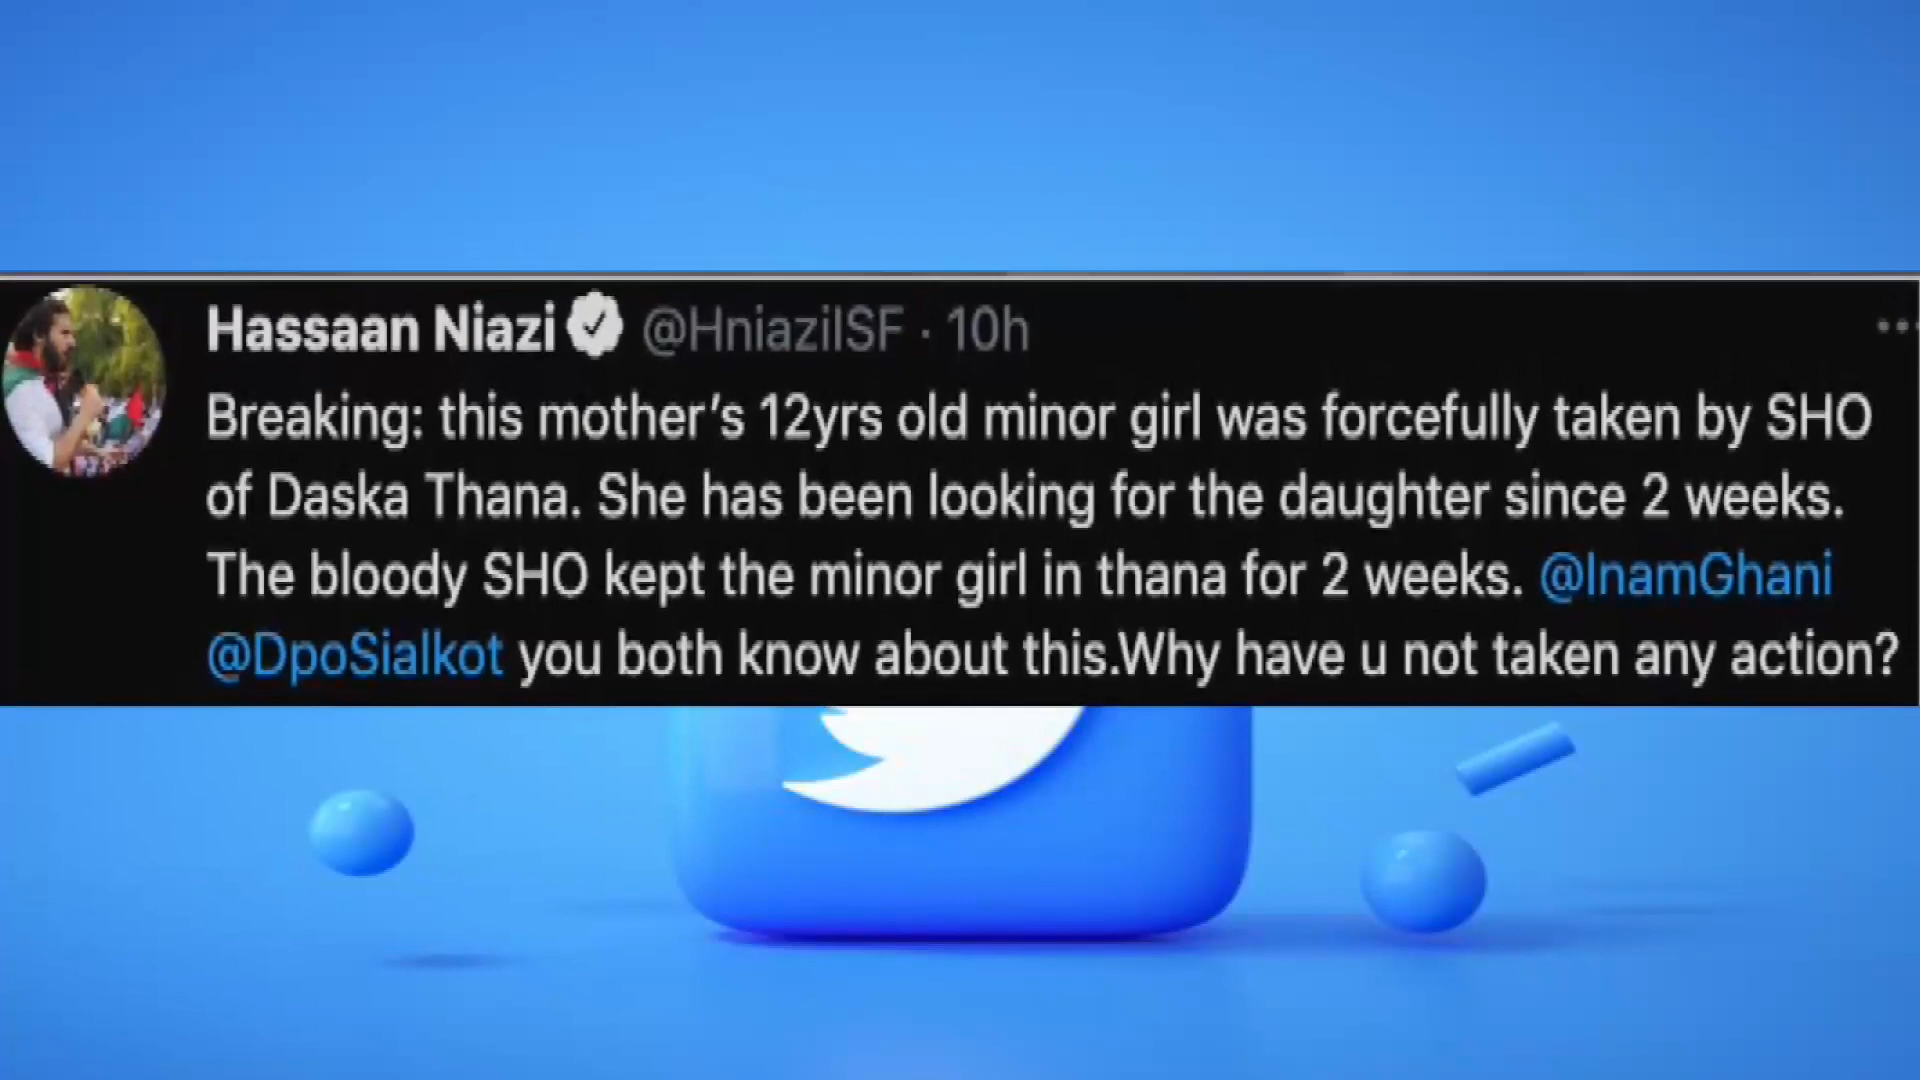 Hassaan Niazi @HniaziISF · 10h
Breaking: this mother's 12yrs old minor girl was forcefully taken by SHO
of Daska Thana. She has been looking for the daughter since 2 weeks.
The bloody SHO kept the minor girl in thana for 2 weeks. @InamGhani
@DpoSialkot you both know about this.Why have u not taken any action?